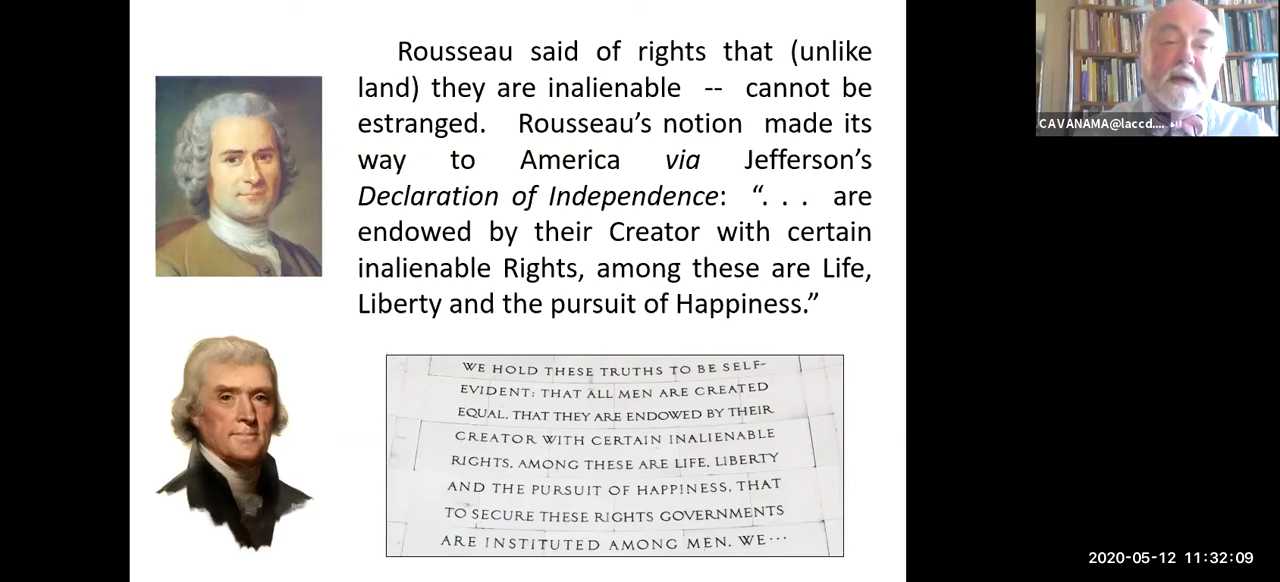 Rousseau said of rights that (unlike
land) they are inalienable -- cannot be
estranged. Rousseau’s notion made its
way to America via Jefferson’s
Declaration of Independence: “. . . are
endowed by their Creator with certain
inalienable Rights, among these are Life,
Liberty and the pursuit of Happiness.”
WE HOLD THESE TRUTHS TO BE SELF-
EVIDENT: THAT ALL MEN ARE CREATED
EQUAL, THAT THEY ARE ENDOWED BY THEIR
CREATOR WITH CERTAIN INALIENABLE
RIGHTS, AMONG THESE ARE LIFE, LIBERTY
AND THE PURSUIT OF HAPPINESS, THAT
TO SECURE THESE RIGHTS GOVERNMENTS
ARE INSTITUTED AMONG MEN. WE···
CAVANAMA@laccd....
2020-05-12 11:32:09